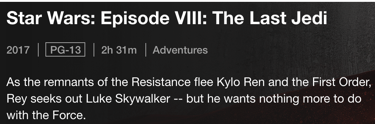 Star Wars: Episode VIII: The Last Jedi
2017 | PG-13 | 2h 31m | Adventures
As the remnants of the Resistance flee Kylo Ren and the First Order,
Rey seeks out Luke Skywalker -- but he wants nothing more to do
with the Force.